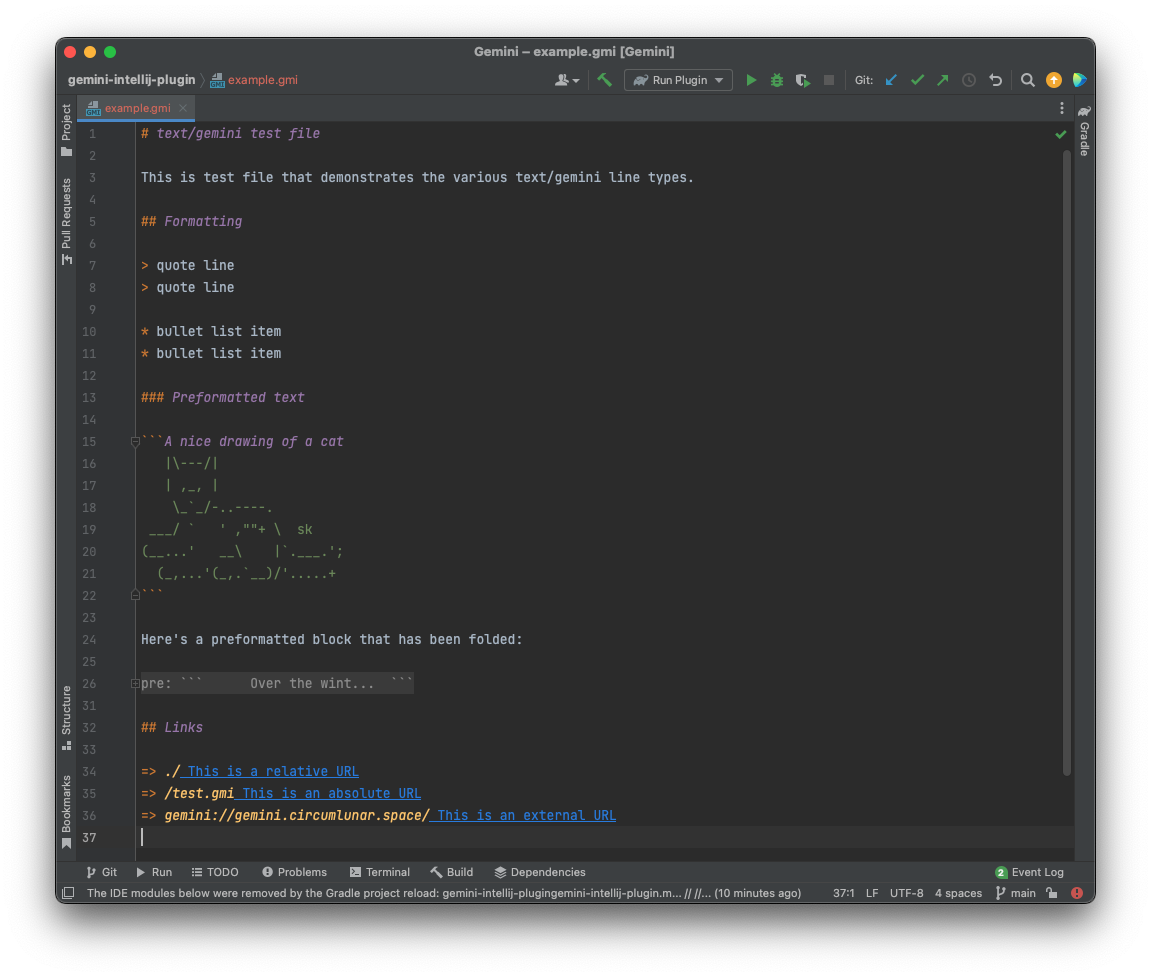 Gemini – example.gmi [Gemini]
gemini-intellij-plugin example.gmi Run Plugin Git:
example.gmi
Project
Pull Requests
Structure
Bookmarks
Gradle
1 # text/gemini test file
2
3 This is test file that demonstrates the various text/gemini line types.
4
5 ## Formatting
6
7 > quote line
8 > quote line
9
10 * bullet list item
11 * bullet list item
12
13 ### Preformatted text
14
15 ```A nice drawing of a cat
16    |\---/|
17    | ,_, |
18     \_`_/-..----.
19  ___/ `   ' ,""+ \  sk
20 (__...'   __\    |`.___.';
21   (_,...'(_,.`__)/'.....+
22 ```
23
24 Here's a preformatted block that has been folded:
25
26 pre: ```      Over the wint...  ```
31
32 ## Links
33
34 => ./ This is a relative URL
35 => /test.gmi This is an absolute URL
36 => gemini://gemini.circumlunar.space/ This is an external URL
37
Git Run TODO Problems Terminal Build Dependencies 2 Event Log
The IDE modules below were removed by the Gradle project reload: gemini-intellij-plugingemini-intellij-plugin.m... // //... (10 minutes ago) 37:1 LF UTF-8 4 spaces main